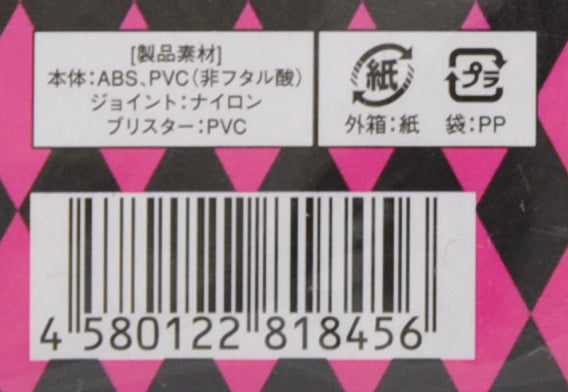 [製品素材]
本体：ABS、PVC（非フタル酸）
ジョイント：ナイロン
ブリスター：PVC
紙
プラ
外箱：紙 袋：PP
4 580122 818456